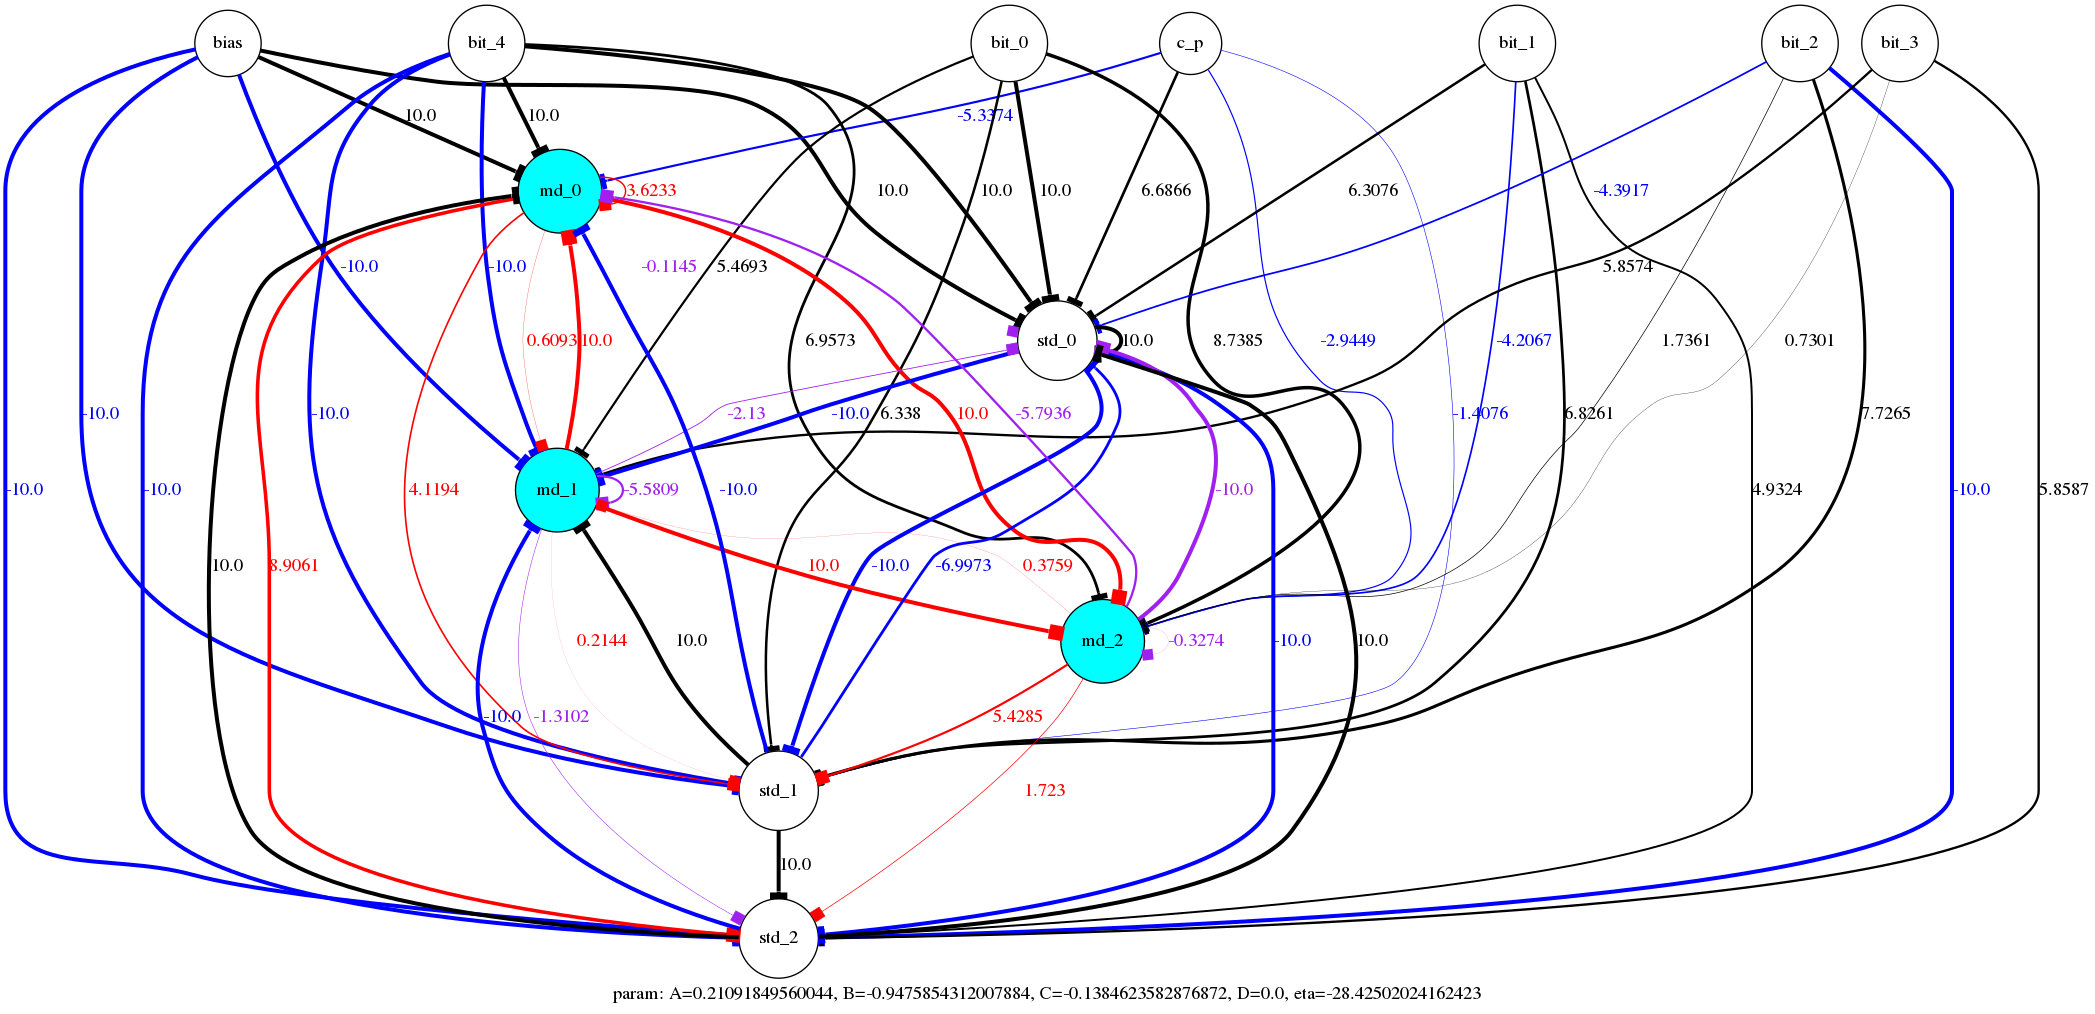 bias bit_4 bit_0 c_p bit_1 bit_2 bit_3
10.0 10.0 -5.3374
md_0 3.6233 10.0 10.0 10.0 6.6866 6.3076 -4.3917
-10.0 -10.0 -0.1145 5.4693 5.8574
0.6093 10.0 6.9573 std_0 10.0 8.7385 -2.9449 -4.2067 1.7361 0.7301
-10.0 -10.0 -2.13 -10.0 6.338 10.0 -5.7936 -1.4076 6.8261 7.7265
-10.0 -10.0 4.1194 md_1 -5.5809 -10.0 -10.0 4.9324 -10.0 5.8587
10.0 8.9061 10.0 -10.0 -6.9973 0.3759
0.2144 10.0 md_2 -0.3274 -10.0 10.0
-10.0 -1.3102 5.4285
std_1 1.723
10.0
std_2
param: A=0.21091849560044, B=-0.9475854312007884, C=-0.1384623582876872, D=0.0, eta=-28.42502024162423